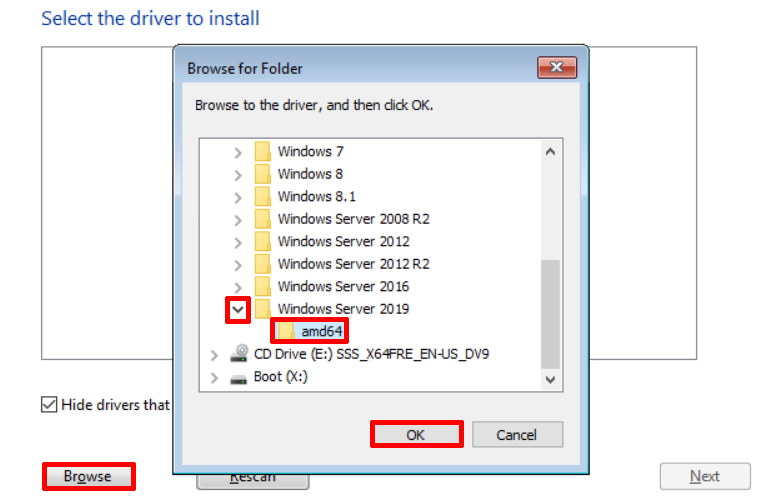 Select the driver to install
Browse for Folder
Browse to the driver, and then click OK.
Windows 7
Windows 8
Windows 8.1
Windows Server 2008 R2
Windows Server 2012
Windows Server 2012 R2
Windows Server 2016
Windows Server 2019
amd64
CD Drive (E:) SSS_X64FRE_EN-US_DV9
Boot (X:)
Hide drivers that
OK
Cancel
Browse
Rescan
Next